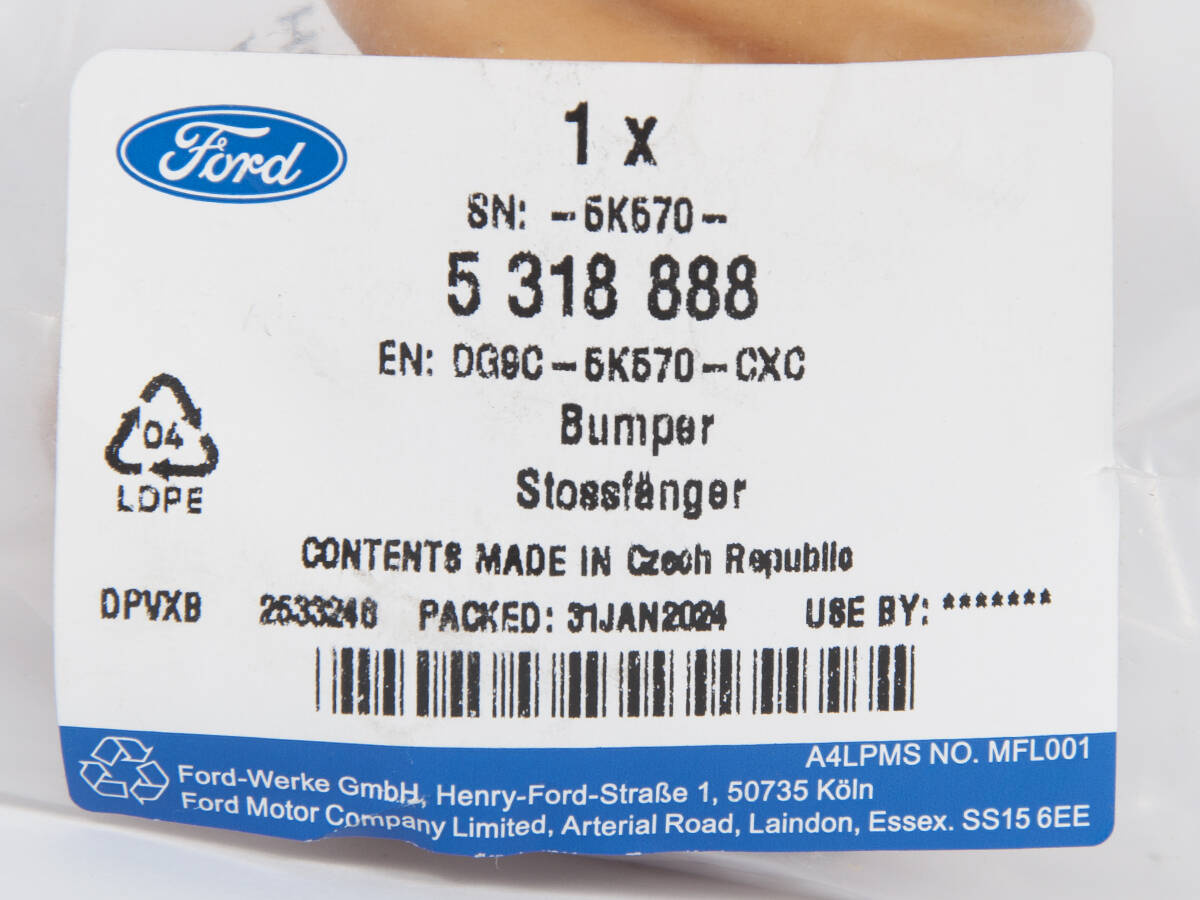 Ford
1 x
SN: -5K570-
5 318 888
EN: DG9C-5K570-CXC
Bumper
Stossfänger
04
LDPE
CONTENTS MADE IN Czech Republic
DPVXB 2533246 PACKED: 31JAN2024 USE BY: *******
A4LPMS NO. MFL001
Ford-Werke GmbH, Henry-Ford-Straße 1, 50735 Köln
Ford Motor Company Limited, Arterial Road, Laindon, Essex. SS15 6EE